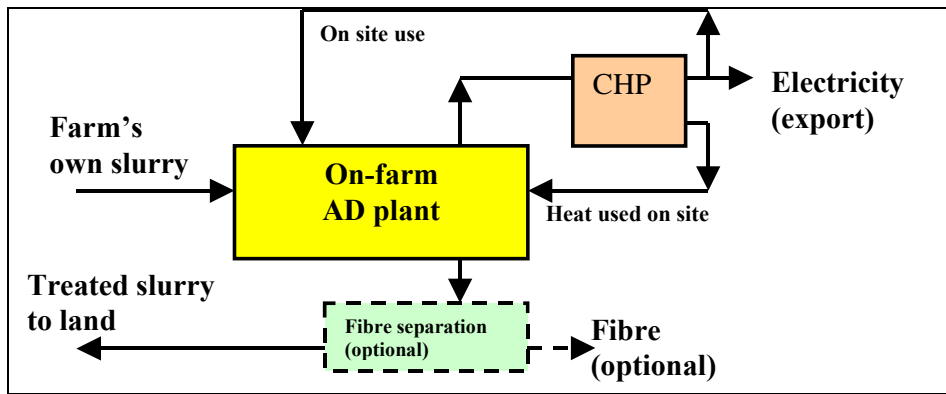 On site use
CHP
Electricity
(export)
Farm’s
own slurry
On-farm
AD plant
Heat used on site
Treated slurry
to land
Fibre separation
(optional)
Fibre
(optional)